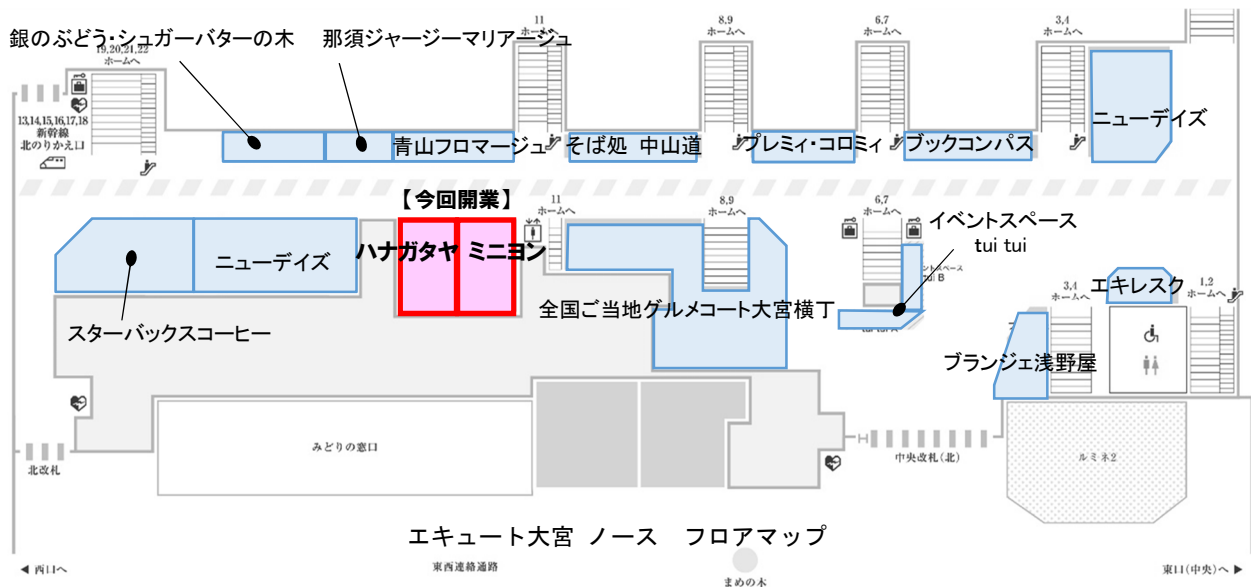 銀のぶどう・シュガーバターの木
那須ジャージーマリアージュ
11
ホームへ
8,9
ホームへ
6,7
ホームへ
3,4
ホームへ
19,20,21,22
ホームへ
13,14,15,16,17,18
新幹線
北のりかえ口
青山フロマージュ
そば処 中山道
プレミィ・コロミィ
ブックコンパス
ニューデイズ
【今回開業】
ハナガタヤ
ミニヨン
ニューデイズ
スターバックスコーヒー
11
ホームへ
8,9
ホームへ
6,7
ホームへ
イベントスペース
tui tui
ントスペース
tui B
全国ご当地グルメコート大宮横丁
エキレスク
3,4
ホームへ
1,2
ホームへ
ブランジェ浅野屋
みどりの窓口
北改札
中央改札(北)
ルミネ2
エキュート大宮 ノース フロアマップ
◀ 西口へ
東西連絡通路
まめの木
東口(中央)へ ▶